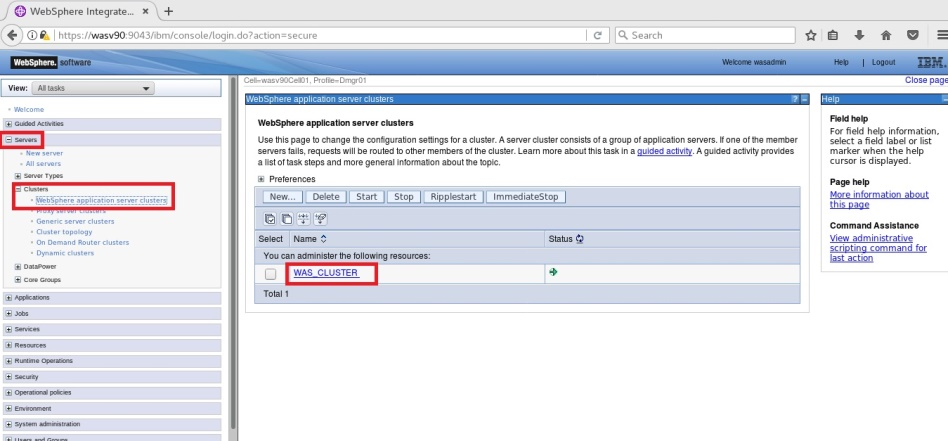 WebSphere Integrate...
https://wasv90:9043/ibm/console/login.do?action=secure
Search
WebSphere. software
Welcome wasadmin
Help | Logout
IBM.
View: All tasks
Welcome
Guided Activities
Servers
New server
All servers
Server Types
Clusters
WebSphere application server clusters
Proxy server clusters
Generic server clusters
Cluster topology
On Demand Router clusters
Dynamic clusters
DataPower
Core Groups
Applications
Jobs
Services
Resources
Runtime Operations
Security
Operational policies
Environment
System administration
Users and Groups
Cell=wasv90Cell01, Profile=Dmgr01
Close page
WebSphere application server clusters
WebSphere application server clusters
Use this page to change the configuration settings for a cluster. A server cluster consists of a group of application servers. If one of the member
servers fails, requests will be routed to other members of the cluster. Learn more about this task in a guided activity. A guided activity provides
a list of task steps and more general information about the topic.
Preferences
New... Delete Start Stop Ripplestart ImmediateStop
Select Name Status
You can administer the following resources:
WAS_CLUSTER
Total 1
Help
Field help
For field help information,
select a field label or list
marker when the help
cursor is displayed.
Page help
More information about
this page
Command Assistance
View administrative
scripting command for
last action